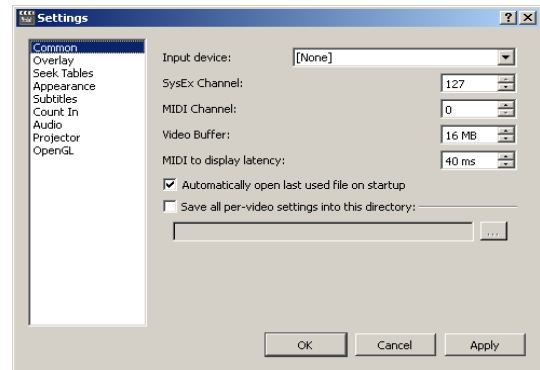 Settings
Common
Overlay
Seek Tables
Appearance
Subtitles
Count In
Audio
Projector
OpenGL
Input device: [None]
SysEx Channel: 127
MIDI Channel: 0
Video Buffer: 16 MB
MIDI to display latency: 40 ms
Automatically open last used file on startup
Save all per-video settings into this directory:
...
OK Cancel Apply